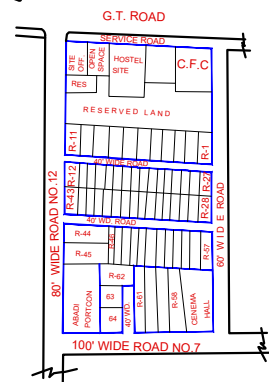 G.T. ROAD
SERVICE ROAD
SITE OFF.
OPEN SPACE
HOSTEL SITE
C.F.C
RES
RESERVED LAND
R-11
R-1
40' WIDE ROAD
R-12
R-27
R-43
R-28
80' WIDE ROAD NO.12
60' WIDE ROAD
40' WD. ROAD
R-44
R-46
R-57
R-45
R-62
ABADI PORTCON
63
64
40' WD.
R-61
R-58
CENEMA HALL
100' WIDE ROAD NO.7